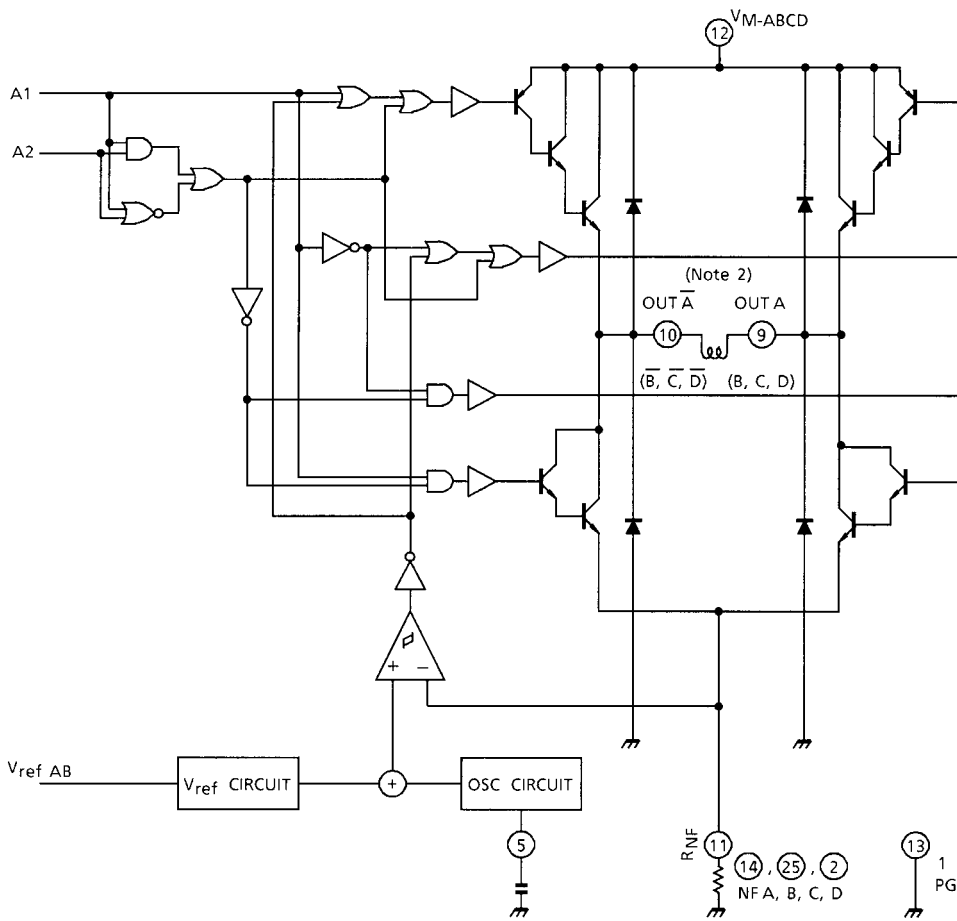 12 VM-ABCD
A1
A2
(Note 2)
OUT A̅ OUT A
10 9
(B̅, C̅, D̅) (B, C, D)
+ −
Vref AB
Vref CIRCUIT
+
OSC CIRCUIT
5
RNF
11
14, 25, 2
NF A, B, C, D
13
1
PG